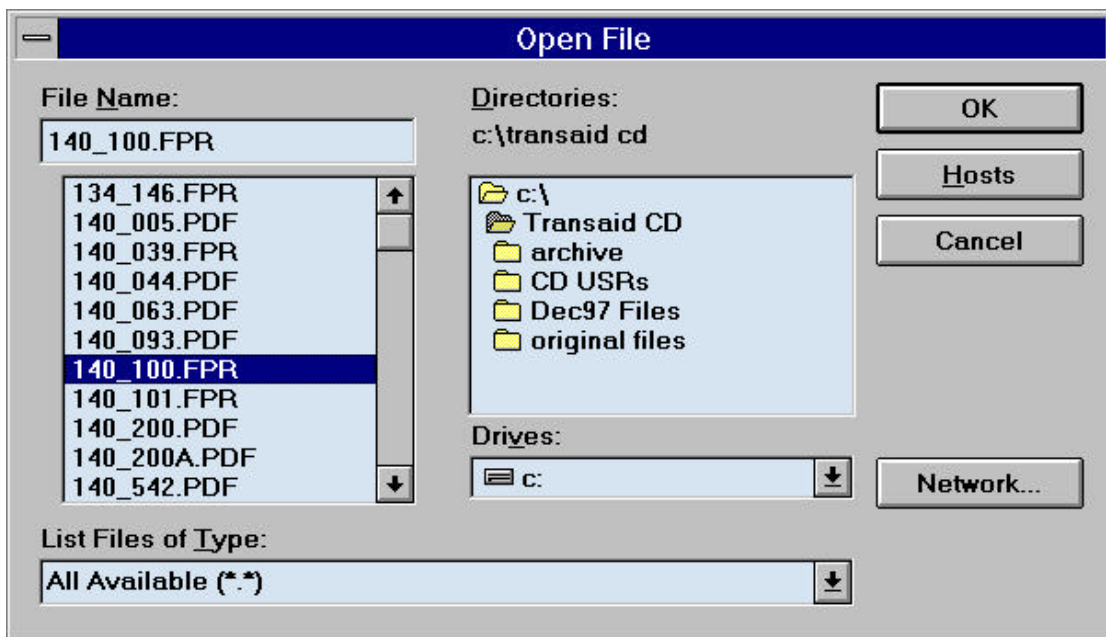 Open File
File Name:
140_100.FPR
134_146.FPR
140_005.PDF
140_039.FPR
140_044.PDF
140_063.PDF
140_093.PDF
140_100.FPR
140_101.FPR
140_200.PDF
140_200A.PDF
140_542.PDF
List Files of Type:
All Available (*.*)
Directories:
c:\transaid cd
c:\
Transaid CD
archive
CD USRs
Dec97 Files
original files
Drives:
c:
OK
Hosts
Cancel
Network...